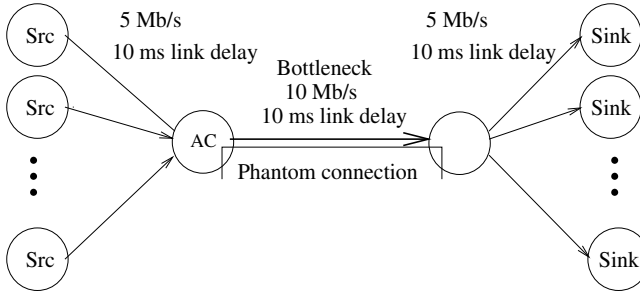 Src
5 Mb/s
10 ms link delay
5 Mb/s
10 ms link delay
Sink
Src
Bottleneck
10 Mb/s
10 ms link delay
Sink
AC
Phantom connection
Src
Sink